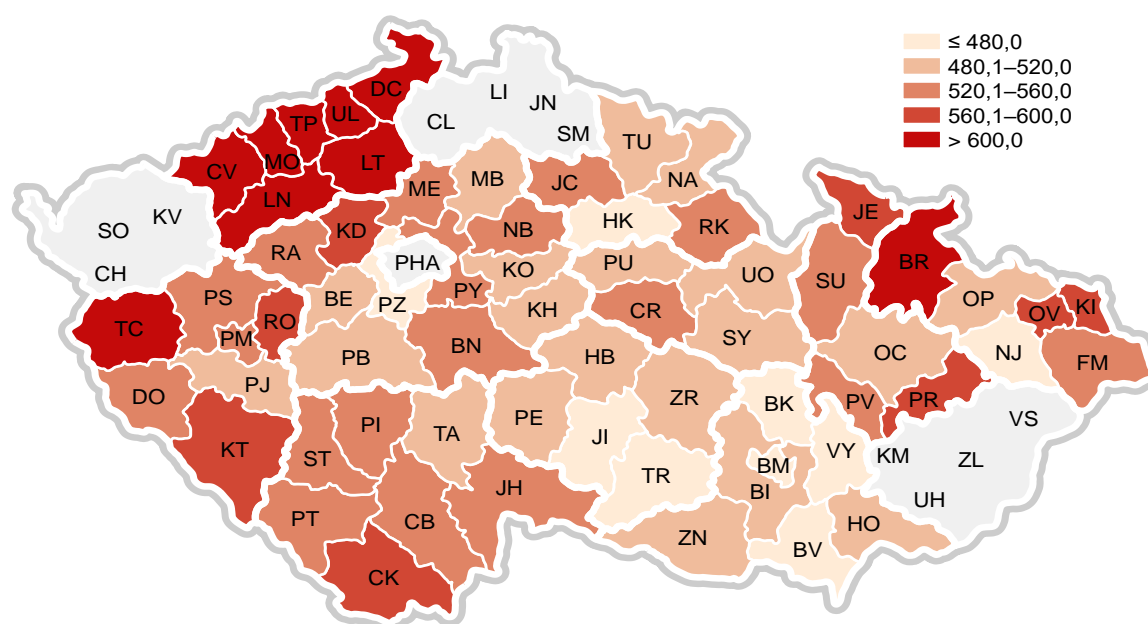 ≤ 480,0
480,1–520,0
520,1–560,0
560,1–600,0
> 600,0
DC
LI
JN
UL
TP
CL
SM
TU
MO
LT
CV
ME
MB
JC
NA
LN
KV
SO
KD
NB
HK
RK
JE
RA
PHA
KO
PU
UO
SU
BR
CH
PS
BE
PZ
PY
KH
CR
OP
OV
KI
TC
RO
PM
SY
OC
NJ
FM
PB
BN
HB
DO
PJ
ZR
BK
PV
PR
VS
KT
PI
TA
PE
JI
VY
KM
ZL
ST
TR
BM
BI
UH
JH
PT
CB
ZN
BV
HO
CK